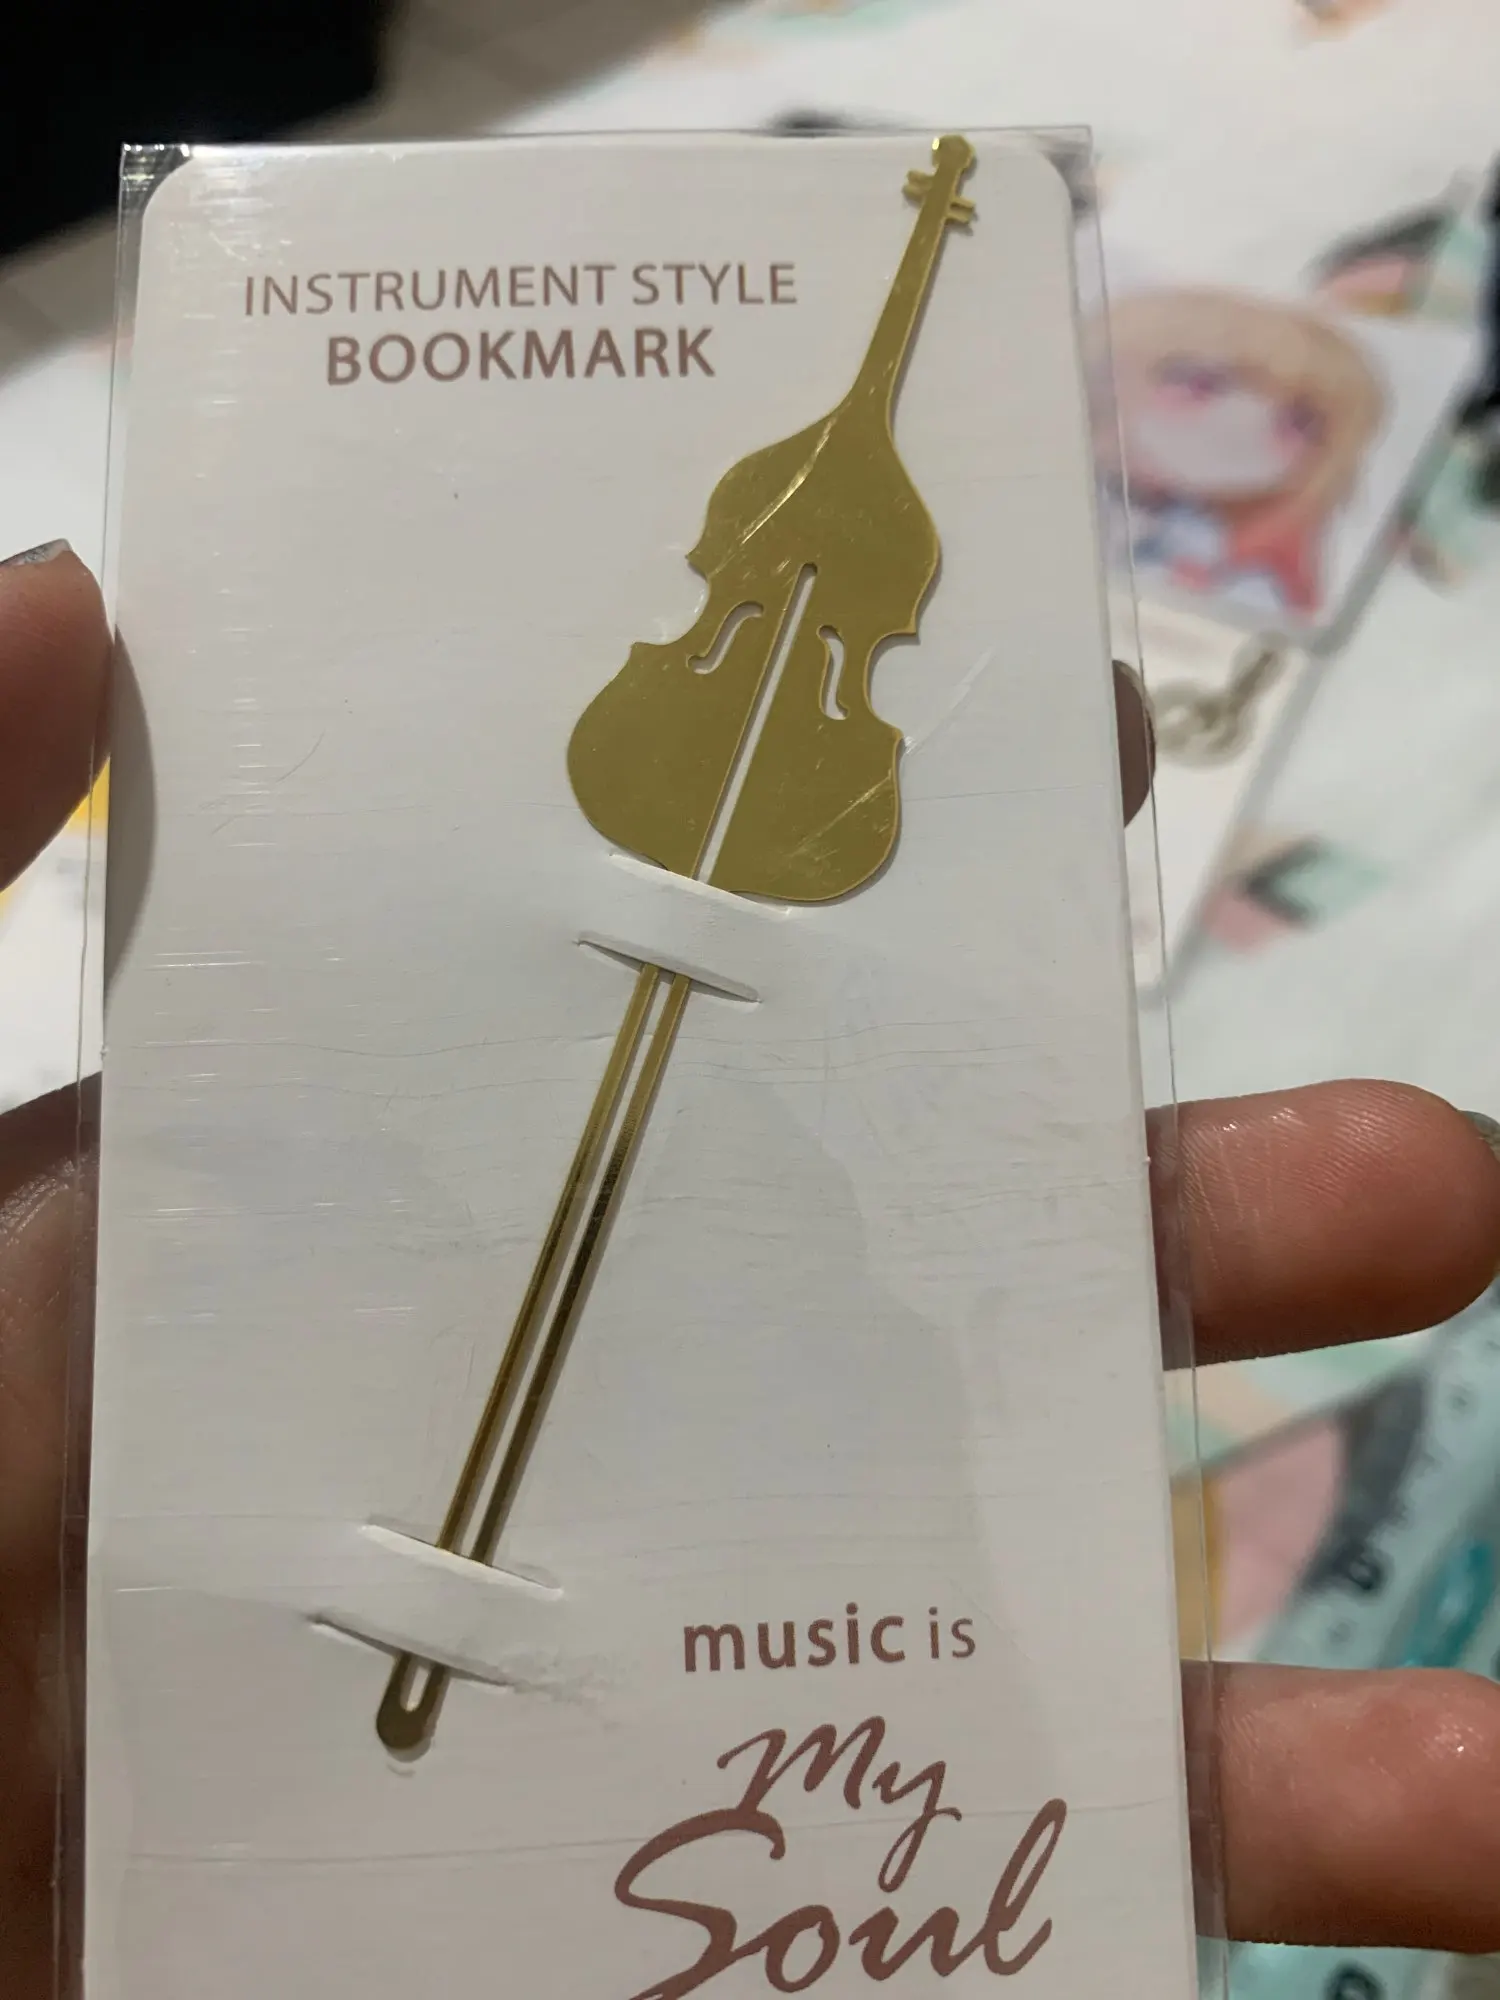 INSTRUMENT STYLE
BOOKMARK
music is
My
Soul